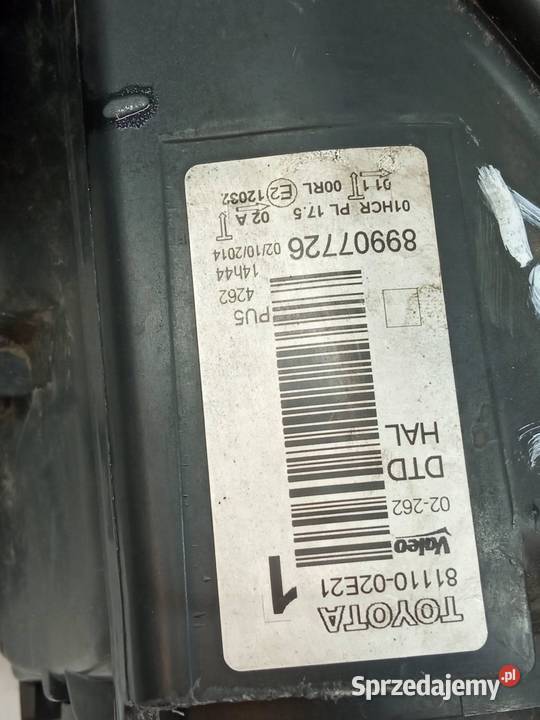 TOYOTA 1
81110-02E21
Valeo 02-262
DTD
HAL
PU5
4262
14h44
89907726 02/10/2014
01HCR PL 17.5 02 A
01 1 00RL E2 12032
Sprzedajemy.pl